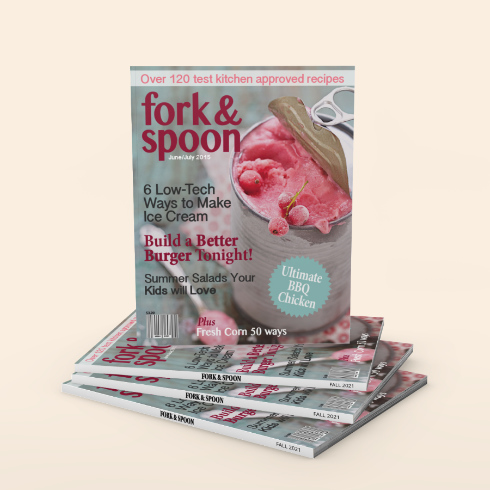 Over 120 test kitchen approved recipes
fork &
spoon
June/July 2015
6 Low-Tech
Ways to Make
Ice Cream
Build a Better
Burger Tonight!
Summer Salads Your
Kids will Love
Ultimate
BBQ
Chicken
Plus
Fresh Corn 50 ways
FORK & SPOON
FALL 2021
FORK & SPOON
FALL 2021
FORK & SPOON
FALL 2021